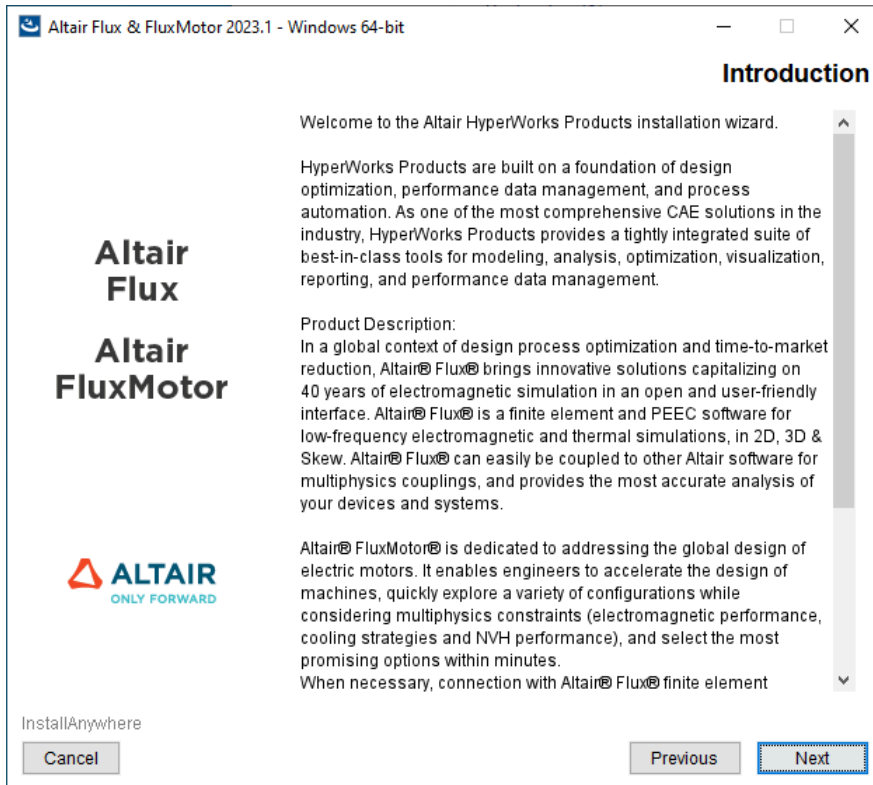 Altair Flux & FluxMotor 2023.1 - Windows 64-bit
Introduction
Welcome to the Altair HyperWorks Products installation wizard.
HyperWorks Products are built on a foundation of design
optimization, performance data management, and process
automation. As one of the most comprehensive CAE solutions in the
industry, HyperWorks Products provides a tightly integrated suite of
best-in-class tools for modeling, analysis, optimization, visualization,
reporting, and performance data management.
Product Description:
In a global context of design process optimization and time-to-market
reduction, Altair® Flux® brings innovative solutions capitalizing on
40 years of electromagnetic simulation in an open and user-friendly
interface. Altair® Flux® is a finite element and PEEC software for
low-frequency electromagnetic and thermal simulations, in 2D, 3D &
Skew. Altair® Flux® can easily be coupled to other Altair software for
multiphysics couplings, and provides the most accurate analysis of
your devices and systems.
Altair® FluxMotor® is dedicated to addressing the global design of
electric motors. It enables engineers to accelerate the design of
machines, quickly explore a variety of configurations while
considering multiphysics constraints (electromagnetic performance,
cooling strategies and NVH performance), and select the most
promising options within minutes.
When necessary, connection with Altair® Flux® finite element
Altair
Flux
Altair
FluxMotor
ALTAIR
ONLY FORWARD
InstallAnywhere
Cancel
Previous
Next